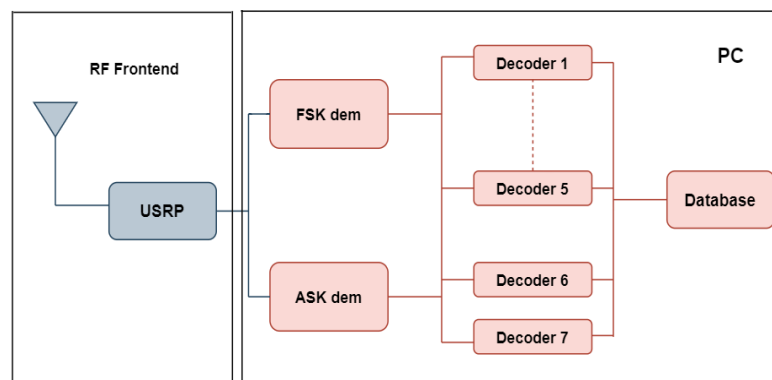 RF Frontend
USRP
PC
FSK dem
ASK dem
Decoder 1
Decoder 5
Decoder 6
Decoder 7
Database